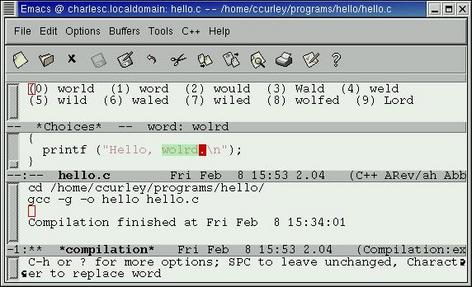 Emacs @ charlesc.localdomain: hello.c -- /home/ccurley/programs/hello/hello.c
File Edit Options Buffers Tools C++ Help
(0) world (1) word (2) would (3) Wald (4) weld
(5) wild (6) waled (7) wiled (8) wolfed (9) Lord
-- *Choices* -- word: wolrd
{
printf ("Hello, wolrd.\n");
}
--:-- hello.c Fri Feb 8 15:53 2.04 (C++ ARev/ah Abb
cd /home/ccurley/programs/hello/
gcc -g -o hello hello.c
Compilation finished at Fri Feb 8 15:34:01
-1:** *compilation* Fri Feb 8 15:53 2.04 (Compilation:ex
C-h or ? for more options; SPC to leave unchanged, Charact
er to replace word